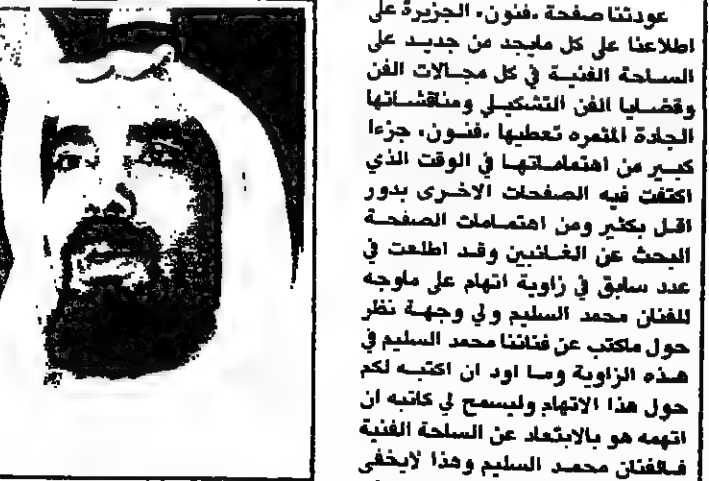 عودتنا صفحة «فنون» الجزيرة على
اطلاعنا على كل مايجد من جديد على
الساحة الفنية في كل مجالات الفن
وقضايا الفن التشكيلي ومناقشاتها
الجادة المثمره تعطيها «فنون» جزءا
كبير من اهتماماتها في الوقت الذي
اكتفت فيه الصفحات الاخرى بدور
اقل بكثير ومن اهتمامات الصفحة
البحث عن الغائبين وقد اطلعت في
عدد سابق في زاوية اتهام على ماوجه
للفنان محمد السليم ولي وجهة نظر
حول ماكتب عن فناننا محمد السليم في
هذه الزاوية وما اود ان اكتبه لكم
حول هذا الاتهام وليسمح لي كاتبه ان
اتهمه هو بالابتعاد عن الساحة الفنية
فالفنان محمد السليم وهذا لايخفى